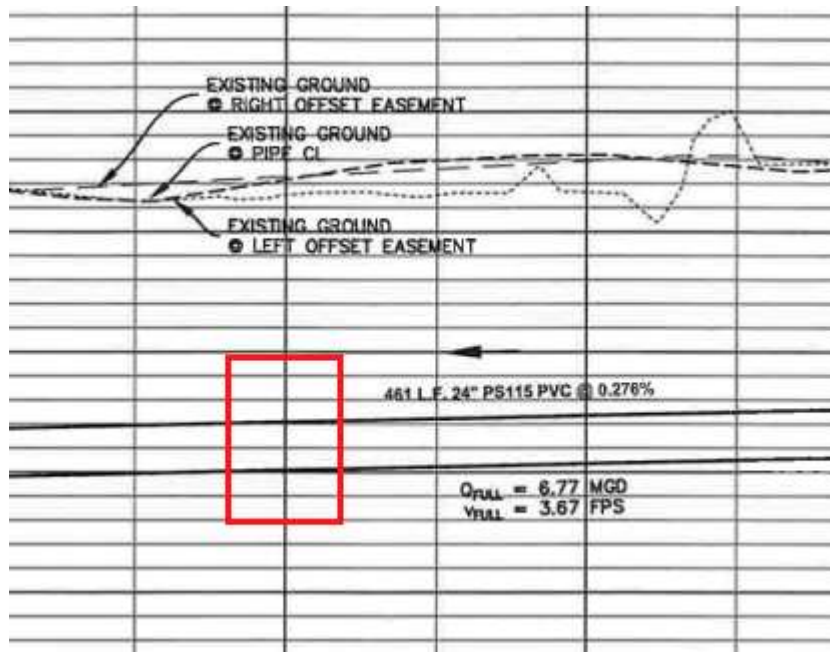 EXISTING GROUND
@ RIGHT OFFSET EASEMENT
EXISTING GROUND
@ PIPE CL
EXISTING GROUND
@ LEFT OFFSET EASEMENT
461 L.F. 24" PS115 PVC @ 0.276%
QFULL = 6.77 MGD
VFULL = 3.67 FPS